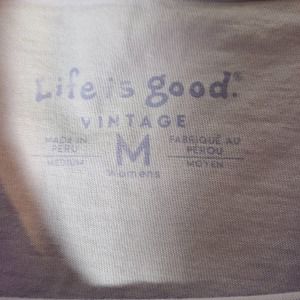 Life is good.®
VINTAGE
MADE IN PERU
MEDIUM
M
Womens
FABRIQUÉ AU PÉROU
MOYEN